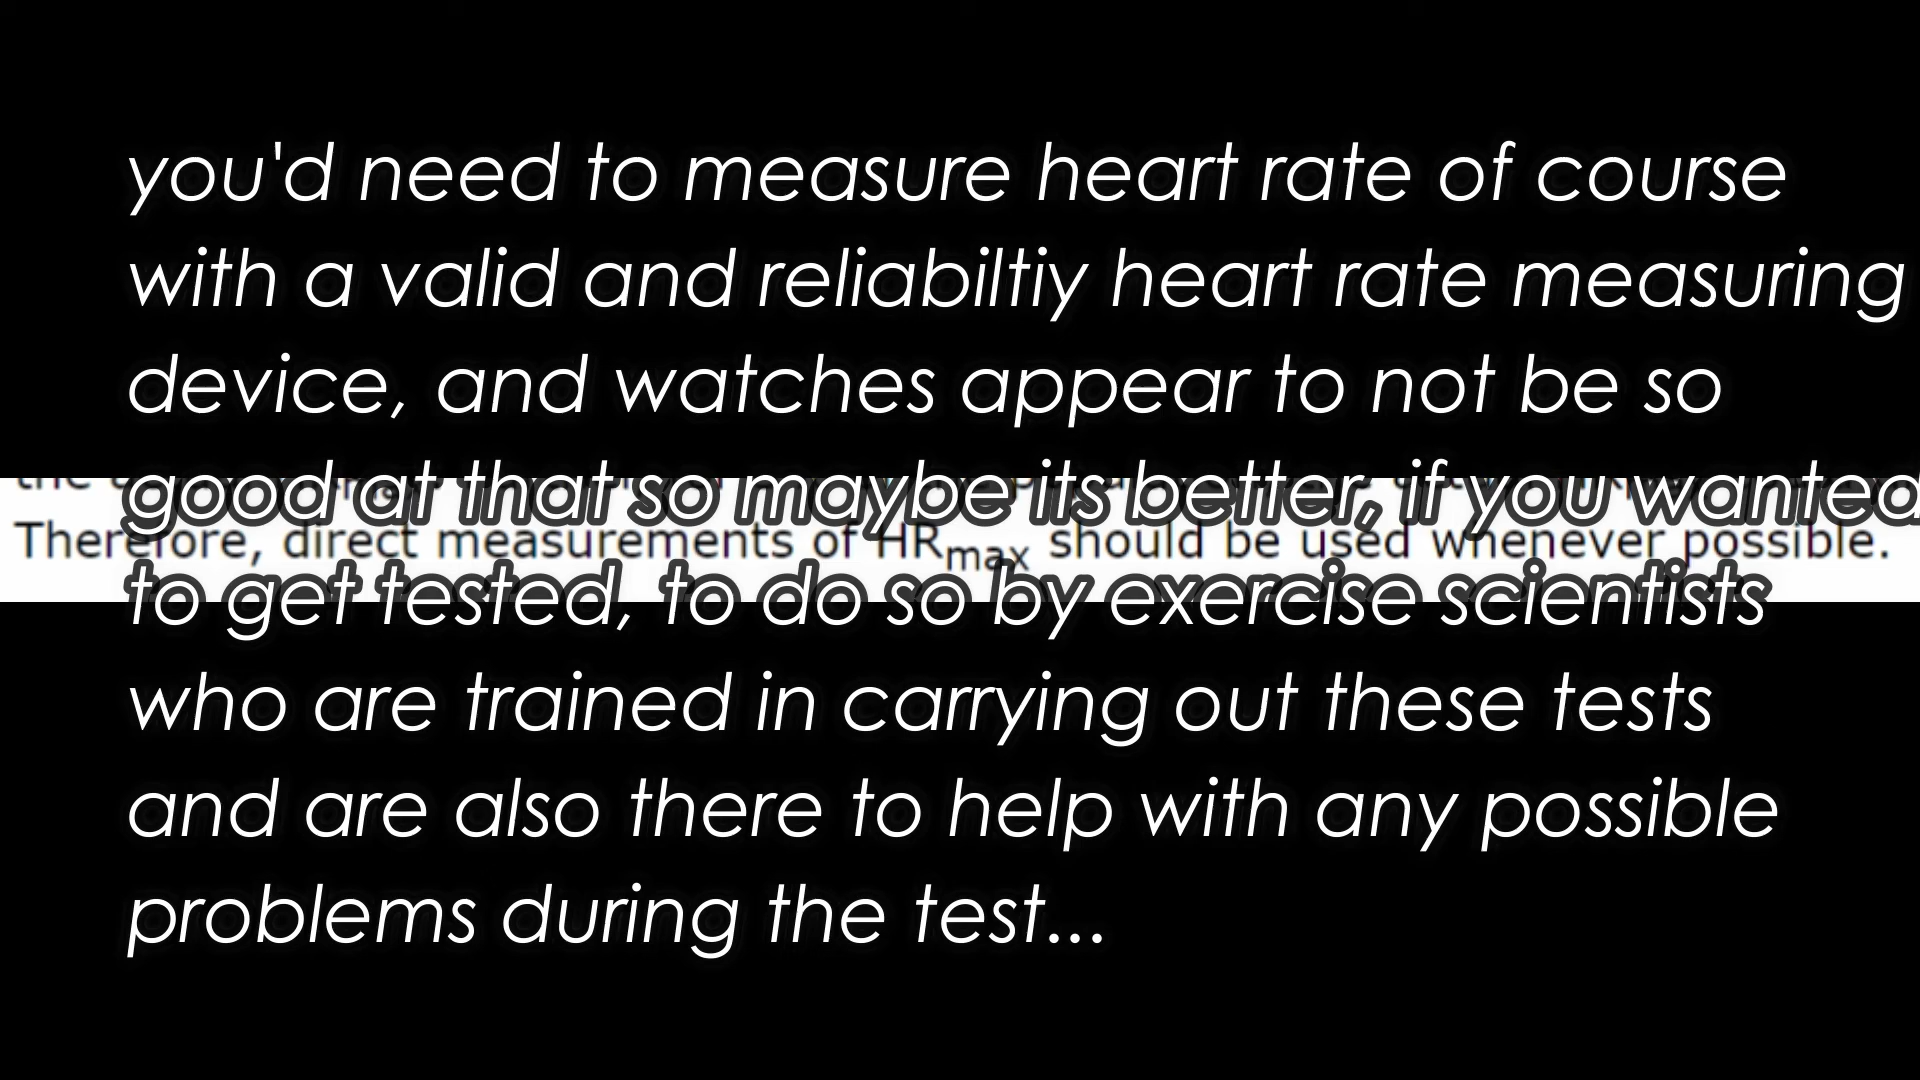 you'd need to measure heart rate of course
with a valid and reliabiltiy heart rate measuring
device, and watches appear to not be so
good at that so maybe its better, if you wanted
Therefore, direct measurements of HRmax should be used whenever possible.
to get tested, to do so by exercise scientists
who are trained in carrying out these tests
and are also there to help with any possible
problems during the test...